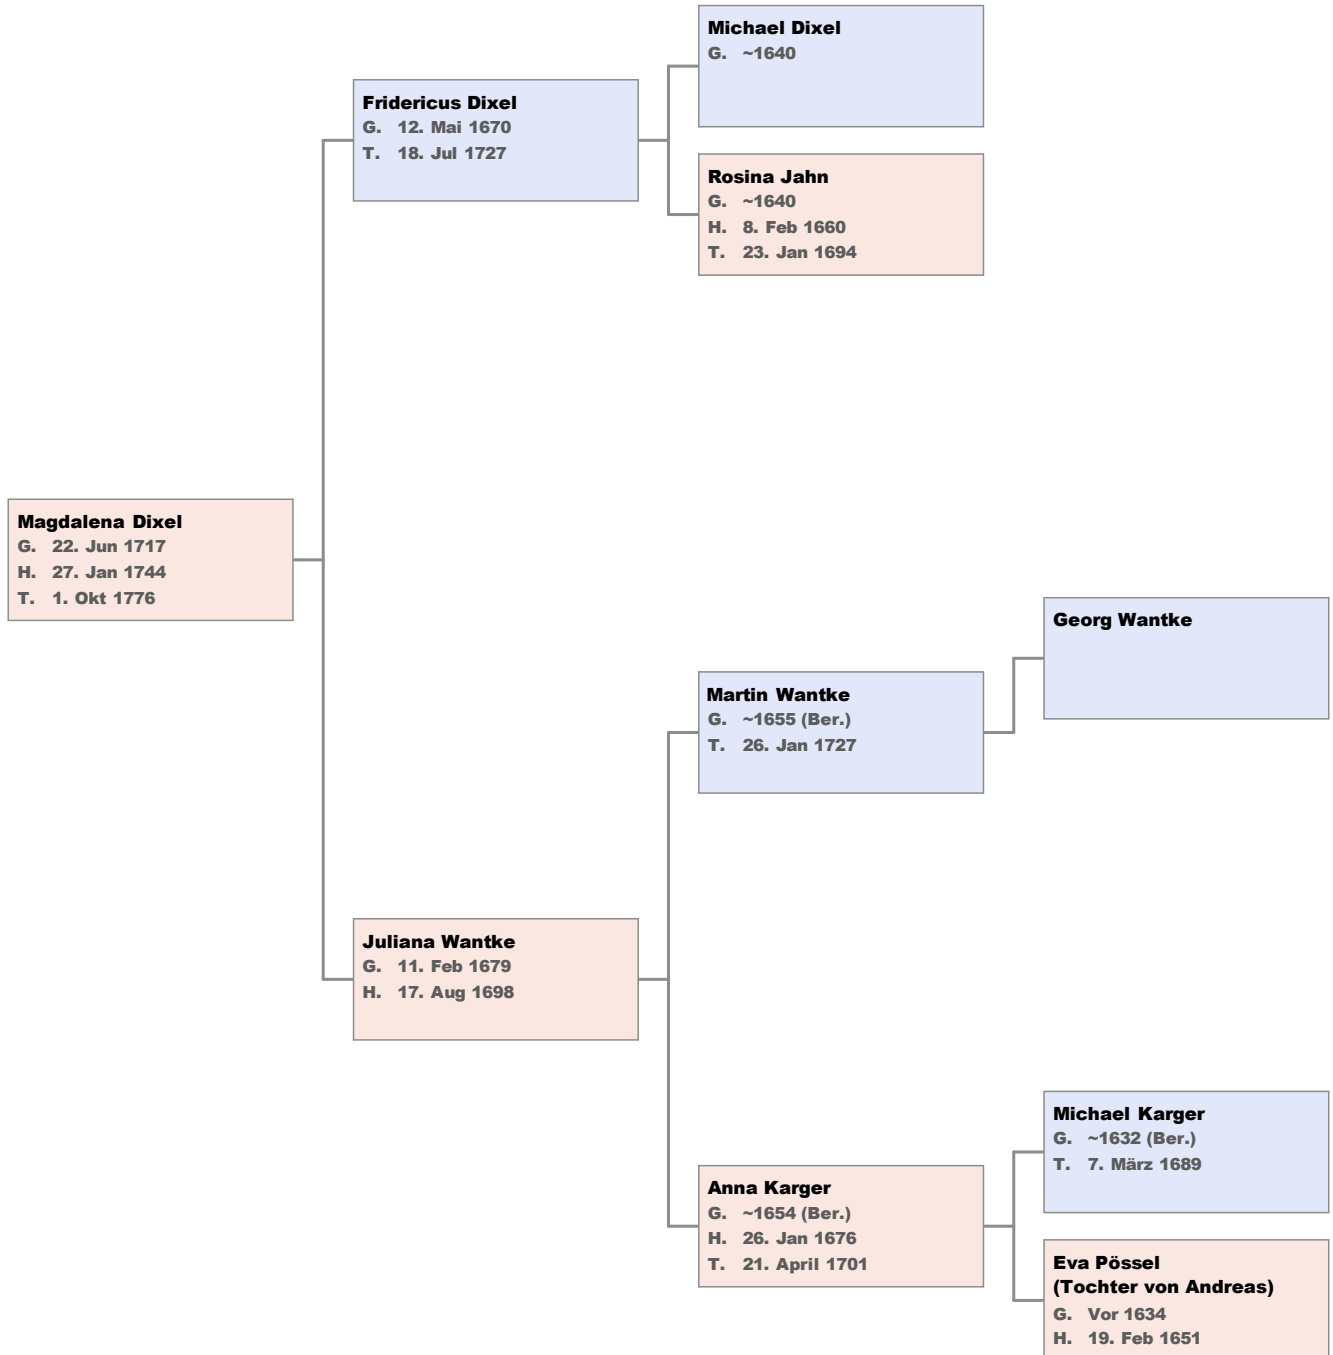 Michael Dixel
G. ~1640
Fridericus Dixel
G. 12. Mai 1670
T. 18. Jul 1727
Rosina Jahn
G. ~1640
H. 8. Feb 1660
T. 23. Jan 1694
Magdalena Dixel
G. 22. Jun 1717
H. 27. Jan 1744
T. 1. Okt 1776
Georg Wantke
Martin Wantke
G. ~1655 (Ber.)
T. 26. Jan 1727
Juliana Wantke
G. 11. Feb 1679
H. 17. Aug 1698
Michael Karger
G. ~1632 (Ber.)
T. 7. März 1689
Anna Karger
G. ~1654 (Ber.)
H. 26. Jan 1676
T. 21. April 1701
Eva Pössel
(Tochter von Andreas)
G. Vor 1634
H. 19. Feb 1651